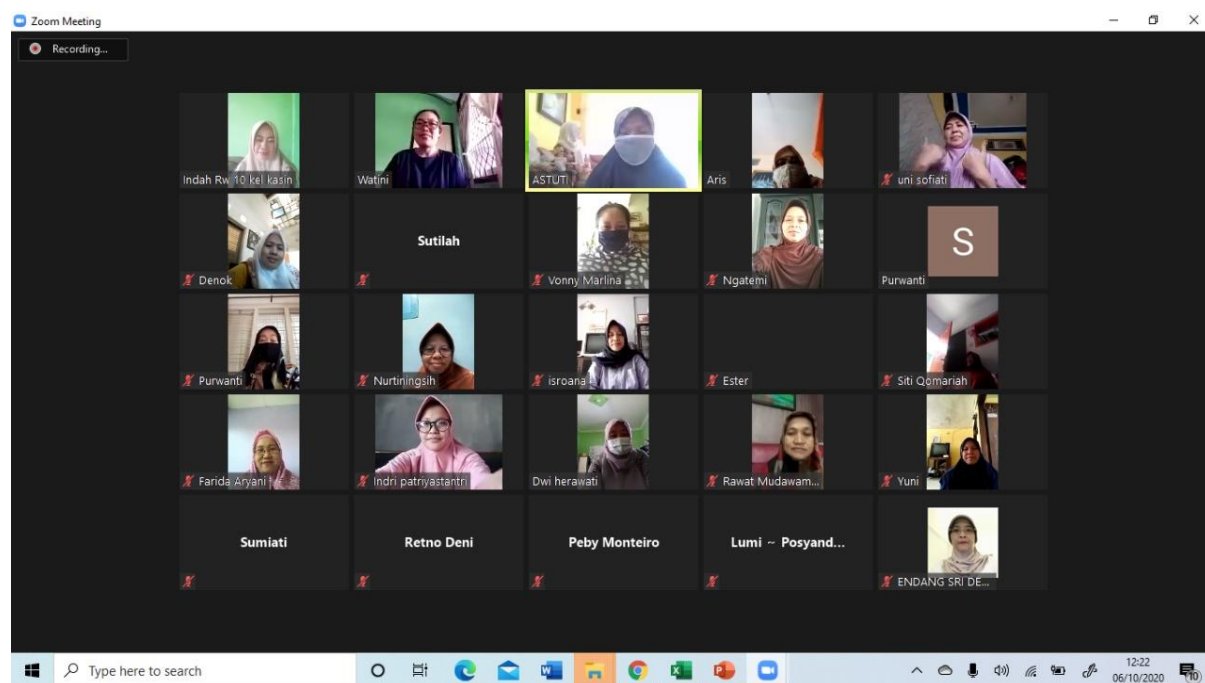 Zoom Meeting
Recording...
Indah Rw 10 kel kasin
Watini
ASTUTI
Aris
uni sofiati
Denok
Sutilah
Vonny Marlina
Ngatemi
S
Purwanti
Purwanti
Nurtiningsih
isroana
Ester
Siti Qomariah
Farida Aryani
Indri patriyastantri
Dwi herawati
Rawat Mudawam...
Yuni
Sumiati
Retno Deni
Peby Monteiro
Lumi ~ Posyand...
ENDANG SRI DE...
Type here to search
12:22
06/10/2020
10